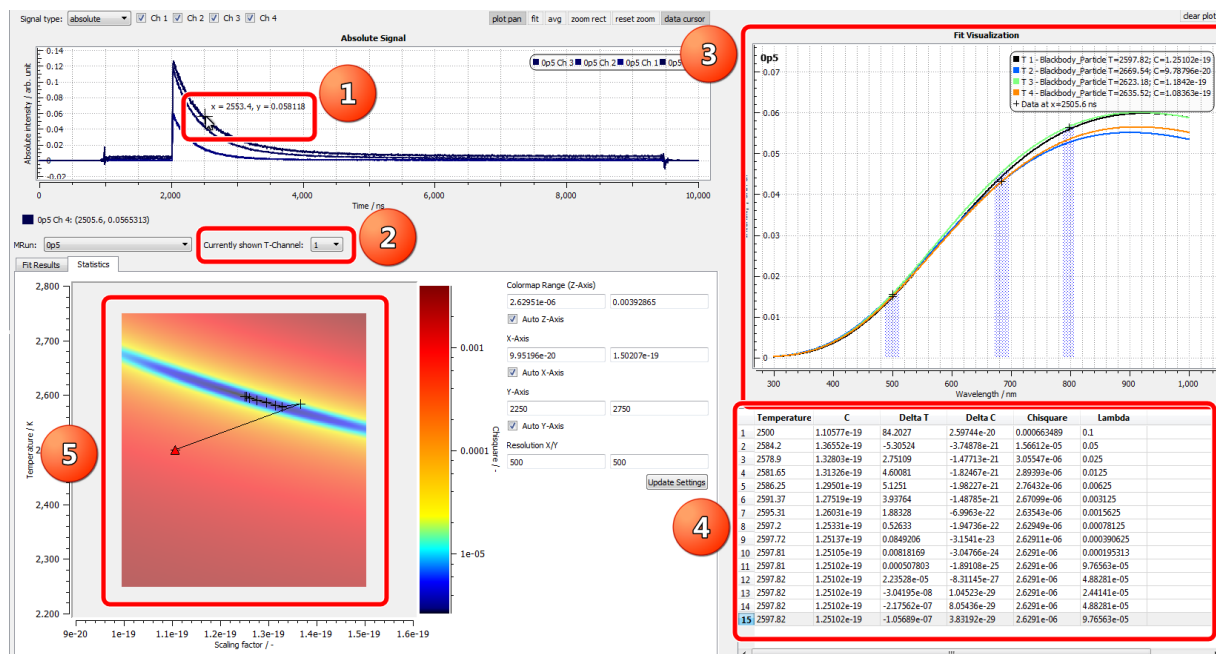 Signal type: absolute Ch 1 Ch 2 Ch 3 Ch 4 plot pan fit avg zoom rect reset zoom data cursor clear plot
Absolute Signal
Absolute intensity / arb. unit
0.14
0.12
0.1
0.08
0.06
0.04
0.02
0
-0.02
0p5 Ch 3 0p5 Ch 2 0p5 Ch 1 0p5
x = 2553.4, y = 0.058118
1
0 2,000 4,000 6,000 8,000 10,000
Time / ns
0p5 Ch 4: (2505.6, 0.0565313)
MRun: 0p5 Currently shown T-Channel: 1
2
Fit Results Statistics
2,800
2,700
2,600
2,500
2,400
2,300
2,200
Temperature / K
5
9e-20 1e-19 1.1e-19 1.2e-19 1.3e-19 1.4e-19 1.5e-19 1.6e-19
Scaling factor / -
0.001
0.0001
1e-05
Chisquare / -
Colormap Range (Z-Axis)
2.62951e-06 0.00392865
Auto Z-Axis
X-Axis
9.95196e-20 1.50207e-19
Auto X-Axis
Y-Axis
2250 2750
Auto Y-Axis
Resolution X/Y
500 500
Update Settings
3
Fit Visualization
0p5
0.07
0.06
0.05
0.04
0.03
0.02
0.01
0
T 1 - Blackbody_Particle T=2597.82; C=1.25102e-19
T 2 - Blackbody_Particle T=2669.54; C=9.78796e-20
T 3 - Blackbody_Particle T=2623.18; C=1.1842e-19
T 4 - Blackbody_Particle T=2635.52; C=1.08363e-19
Data at x=2505.6 ns
300 400 500 600 700 800 900 1,000
Wavelength / nm
4
Temperature C Delta T Delta C Chisquare Lambda
1 2500 1.10577e-19 84.2027 2.59744e-20 0.000663489 0.1
2 2584.2 1.36552e-19 -5.30524 -3.74878e-21 1.56612e-05 0.05
3 2578.9 1.32803e-19 2.75109 -1.47713e-21 3.05547e-06 0.025
4 2581.65 1.31326e-19 4.60081 -1.82467e-21 2.89393e-06 0.0125
5 2586.25 1.29501e-19 5.1251 -1.98227e-21 2.76432e-06 0.00625
6 2591.37 1.27519e-19 3.93764 -1.48785e-21 2.67099e-06 0.003125
7 2595.31 1.26031e-19 1.88328 -6.9963e-22 2.63543e-06 0.0015625
8 2597.2 1.25331e-19 0.52633 -1.94736e-22 2.62949e-06 0.00078125
9 2597.72 1.25137e-19 0.0849206 -3.1541e-23 2.62911e-06 0.000390625
10 2597.81 1.25105e-19 0.00818169 -3.04766e-24 2.6291e-06 0.000195313
11 2597.81 1.25102e-19 0.000507803 -1.89108e-25 2.6291e-06 9.76563e-05
12 2597.82 1.25102e-19 2.23528e-05 -8.31145e-27 2.6291e-06 4.88281e-05
13 2597.82 1.25102e-19 -3.04195e-08 1.04523e-29 2.6291e-06 2.44141e-05
14 2597.82 1.25102e-19 -2.17562e-07 8.05436e-29 2.6291e-06 4.88281e-05
15 2597.82 1.25102e-19 -1.05689e-07 3.83192e-29 2.6291e-06 9.76563e-05